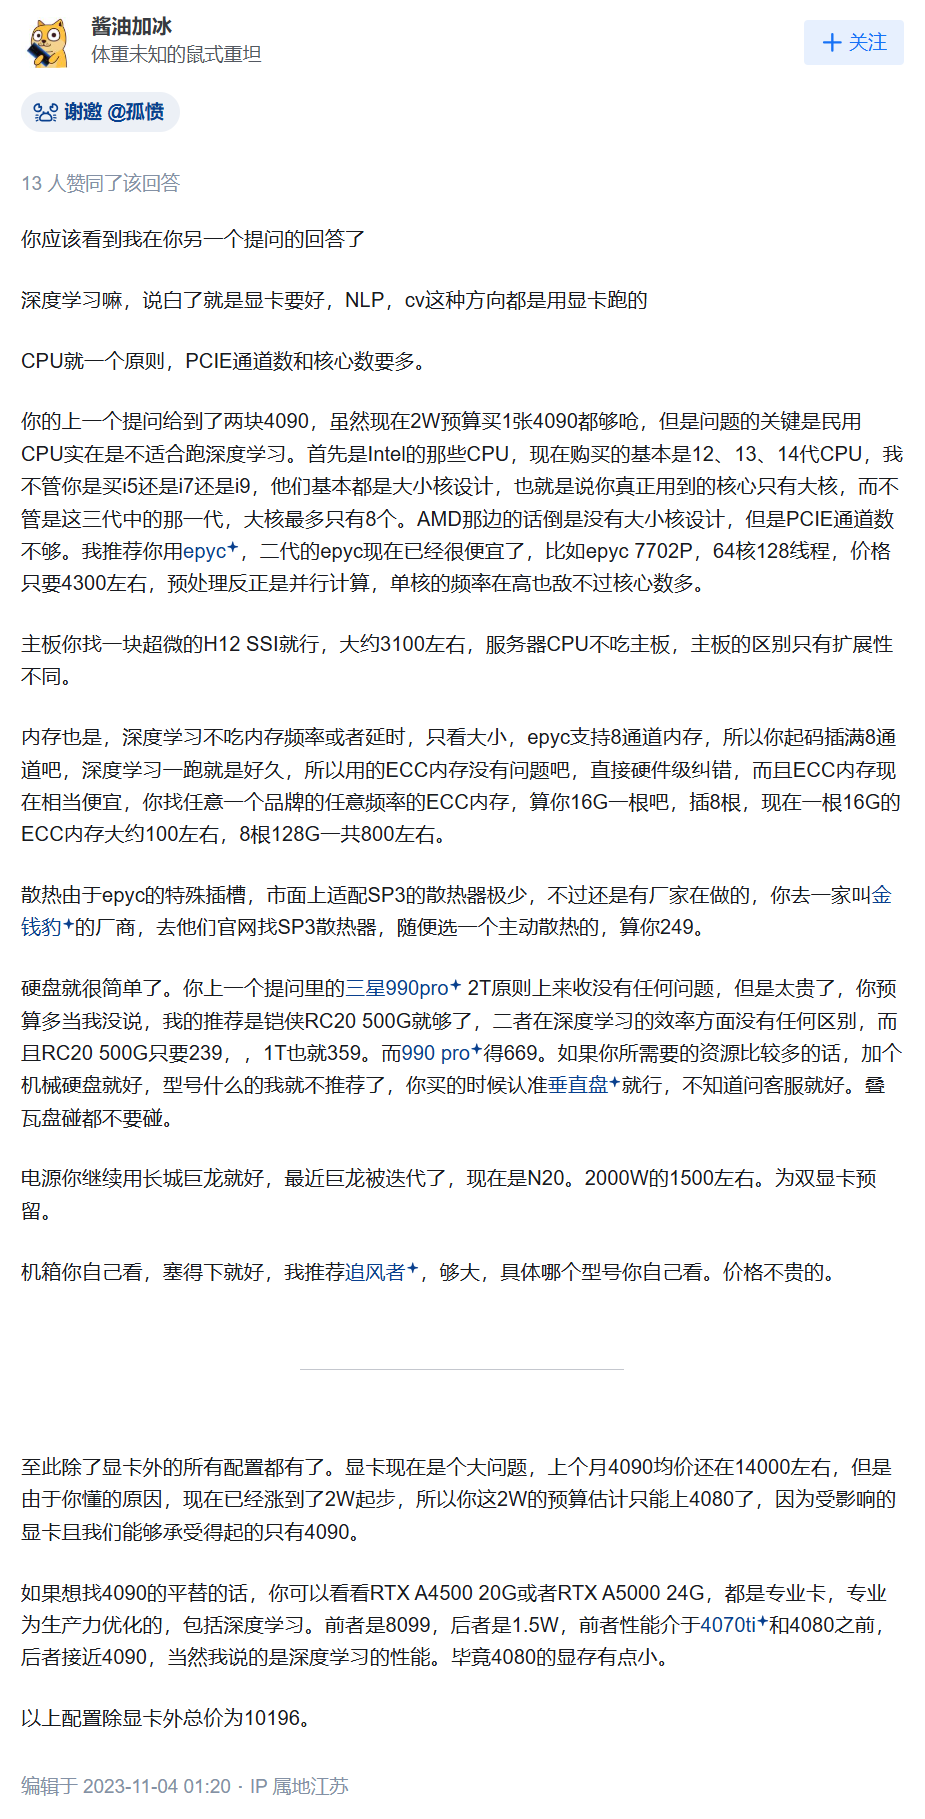 酱油加冰
体重未知的鼠式重坦
关注
谢邀 @孤愤
13 人赞同了该回答
你应该看到我在你另一个提问的回答了
深度学习嘛，说白了就是显卡要好，NLP，cv这种方向都是用显卡跑的
CPU就一个原则，PCIE通道数和核心数要多。
你的上一个提问给到了两块4090，虽然现在2W预算买1张4090都够呛，但是问题的关键是民用
CPU实在是不适合跑深度学习。首先是Intel的那些CPU，现在购买的基本是12、13、14代CPU，我
不管你是买i5还是i7还是i9，他们基本都是大小核设计，也就是说你真正用到的核心只有大核，而不
管是这三代中的那一代，大核最多只有8个。AMD那边的话倒是没有大小核设计，但是PCIE通道数
不够。我推荐你用epyc，二代的epyc现在已经很便宜了，比如epyc 7702P，64核128线程，价格
只要4300左右，预处理反正是并行计算，单核的频率在高也敌不过核心数多。
主板你找一块超微的H12 SSI就行，大约3100左右，服务器CPU不吃主板，主板的区别只有扩展性
不同。
内存也是，深度学习不吃内存频率或者延时，只看大小，epyc支持8通道内存，所以你起码插满8通
道吧，深度学习一跑就是好久，所以用的ECC内存没有问题吧，直接硬件级纠错，而且ECC内存现
在相当便宜，你找任意一个品牌的任意频率的ECC内存，算你16G一根吧，插8根，现在一根16G的
ECC内存大约100左右，8根128G一共800左右。
散热由于epyc的特殊插槽，市面上适配SP3的散热器极少，不过还是有厂家在做的，你去一家叫金
钱豹的厂商，去他们官网找SP3散热器，随便选一个主动散热的，算你249。
硬盘就很简单了。你上一个提问里的三星990pro 2T原则上来收没有任何问题，但是太贵了，你预
算多当我没说，我的推荐是铠侠RC20 500G就够了，二者在深度学习的效率方面没有任何区别，而
且RC20 500G只要239，，1T也就359。而990 pro得669。如果你所需要的资源比较多的话，加个
机械硬盘就好，型号什么的我就不推荐了，你买的时候认准垂直盘就行，不知道问客服就好。叠
瓦盘碰都不要碰。
电源你继续用长城巨龙就好，最近巨龙被迭代了，现在是N20。2000W的1500左右。为双显卡预
留。
机箱你自己看，塞得下就好，我推荐追风者，够大，具体哪个型号你自己看。价格不贵的。
至此除了显卡外的所有配置都有了。显卡现在是个大问题，上个月4090均价还在14000左右，但是
由于你懂的原因，现在已经涨到了2W起步，所以你这2W的预算估计只能上4080了，因为受影响的
显卡且我们能够承受得起的只有4090。
如果想找4090的平替的话，你可以看看RTX A4500 20G或者RTX A5000 24G，都是专业卡，专业
为生产力优化的，包括深度学习。前者是8099，后者是1.5W，前者性能介于4070ti和4080之前，
后者接近4090，当然我说的是深度学习的性能。毕竟4080的显存有点小。
以上配置除显卡外总价为10196。
编辑于 2023-11-04 01:20 · IP 属地江苏